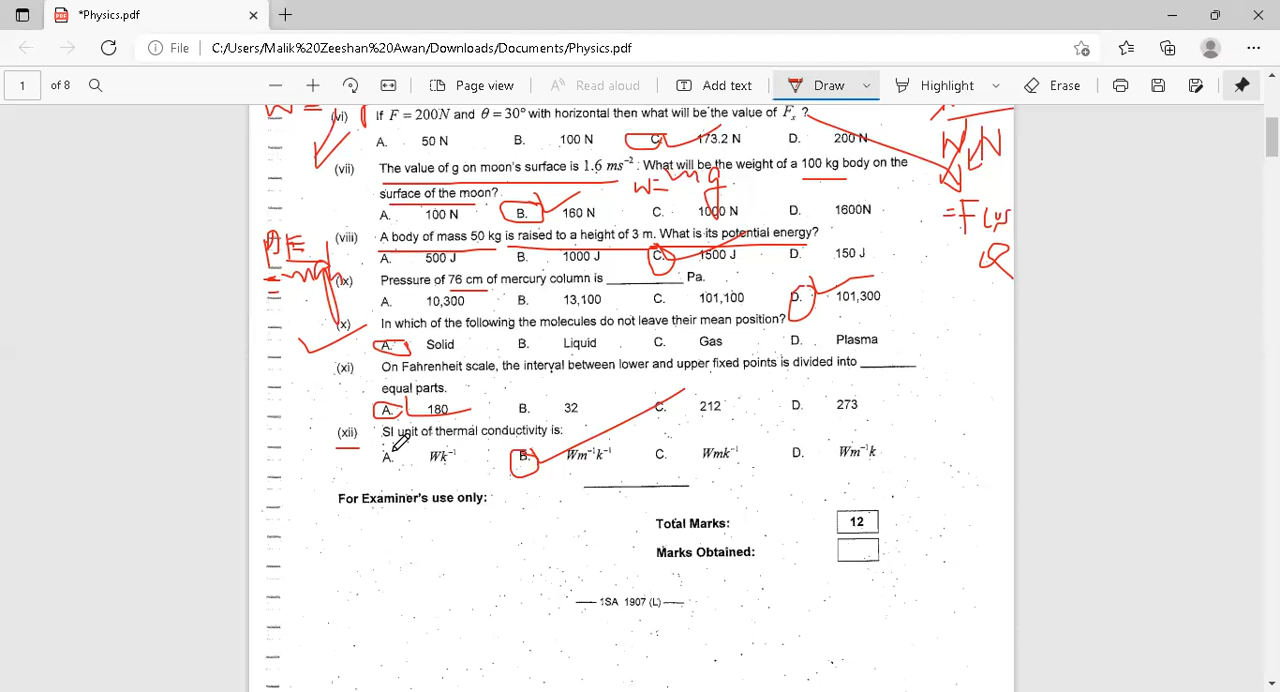 *Physics.pdf
File C:/Users/Malik%20Zeeshan%20Awan/Downloads/Documents/Physics.pdf
1 of 8 Page view Read aloud Add text Draw Highlight Erase
(vi) If F = 200N and θ = 30° with horizontal then what will be the value of Fx ?
A. 50 N B. 100 N C. 173.2 N D. 200 N
(vii) The value of g on moon's surface is 1.6 ms⁻². What will be the weight of a 100 kg body on the
surface of the moon?
w= mg
A. 100 N B. 160 N C. 1000 N D. 1600N
= F cos
(viii) A body of mass 50 kg is raised to a height of 3 m. What is its potential energy?
A. 500 J B. 1000 J C. 1500 J D. 150 J
PE
= mgh
(ix) Pressure of 76 cm of mercury column is __________ Pa.
A. 10,300 B. 13,100 C. 101,100 D. 101,300
(x) In which of the following the molecules do not leave their mean position?
A. Solid B. Liquid C. Gas D. Plasma
(xi) On Fahrenheit scale, the interval between lower and upper fixed points is divided into _______
equal parts.
A. 180 B. 32 C. 212 D. 273
(xii) SI unit of thermal conductivity is:
A. Wk⁻¹ B. Wm⁻¹k⁻¹ C. Wmk⁻¹ D. Wm⁻¹k
For Examiner's use only:
Total Marks: 12
Marks Obtained:
— 1SA 1907 (L) —